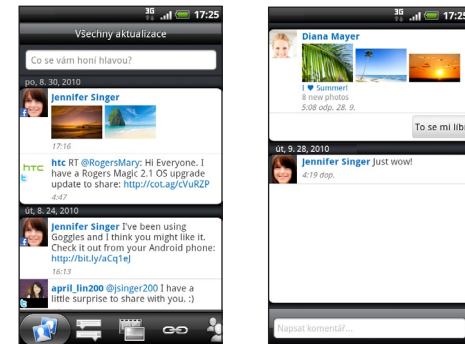 3G 17:25
Všechny aktualizace
Co se vám honí hlavou?
po, 8. 30, 2010
Jennifer Singer
17:16
htc RT @RogersMary: Hi Everyone. I
have a Rogers Magic 2.1 OS upgrade
update to share: http://cot.ag/cVuRZP
4:47
út, 8. 24, 2010
Jennifer Singer I've been using
Goggles and I think you might like it.
Check it out from your Android phone:
http://bit.ly/aCq1eJ
16:13
april_lin200 @jsinger200 I have a
little surprise to share with you. :)
3G 17:25
Diana Mayer
I ♥ Summer!
8 new photos
5:08 odp. 28. 9.
To se mi líb
út, 9. 28, 2010
Jennifer Singer Just wow!
4:19 dop.
Napsat komentář...